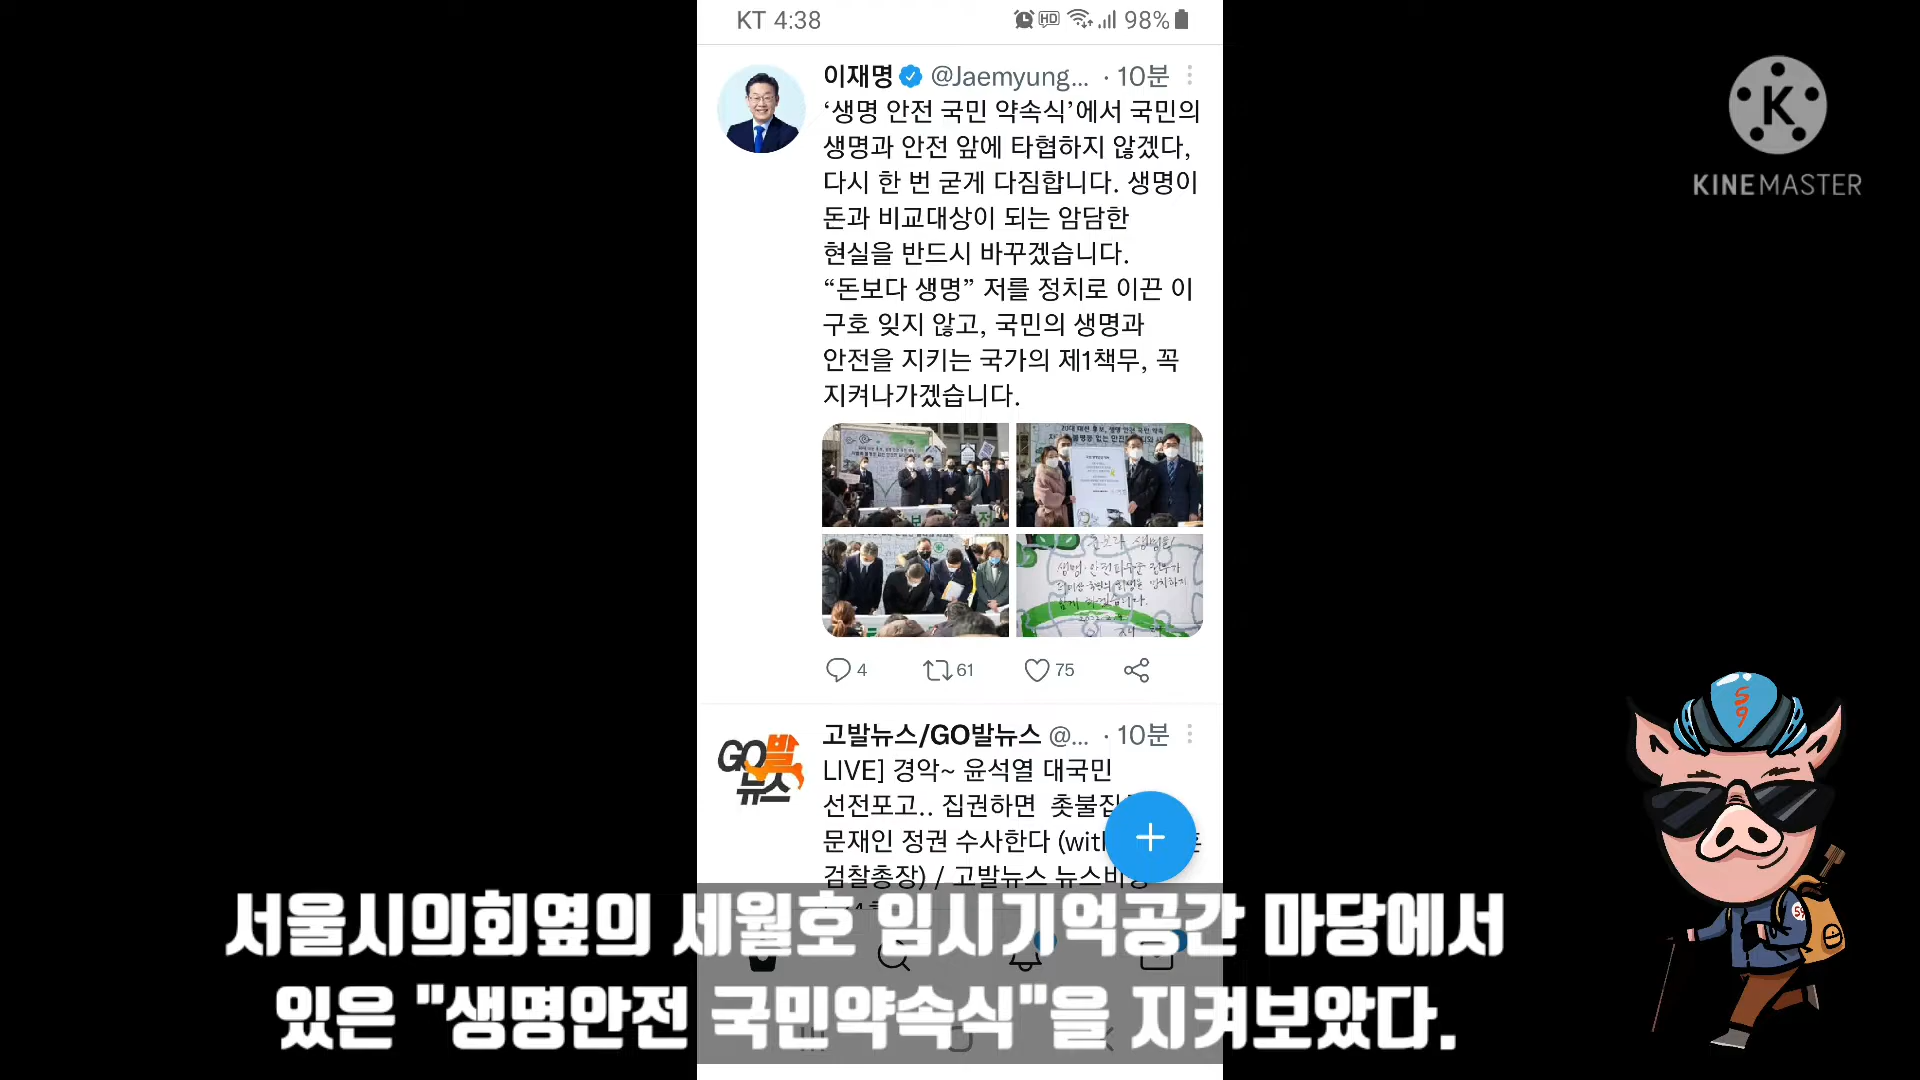 KT 4:38
HD 98%
이재명 @Jaemyung... · 10분
‘생명 안전 국민 약속식’에서 국민의
생명과 안전 앞에 타협하지 않겠다,
다시 한 번 굳게 다짐합니다. 생명이
돈과 비교대상이 되는 암담한
현실을 반드시 바꾸겠습니다.
“돈보다 생명” 저를 정치로 이끈 이
구호 잊지 않고, 국민의 생명과
안전을 지키는 국가의 제1책무, 꼭
지켜나가겠습니다.
4 61 75
고발뉴스/GO발뉴스 @... · 10분
GO발
뉴스
LIVE] 경악~ 윤석열 대국민
선전포고.. 집권하면 촛불집
문재인 정권 수사한다 (with
검찰총장) / 고발뉴스 뉴스비
서울시의회옆의 세월호 임시기억공간 마당에서
있은 "생명안전 국민약속식"을 지켜보았다.
K
KINEMASTER
59